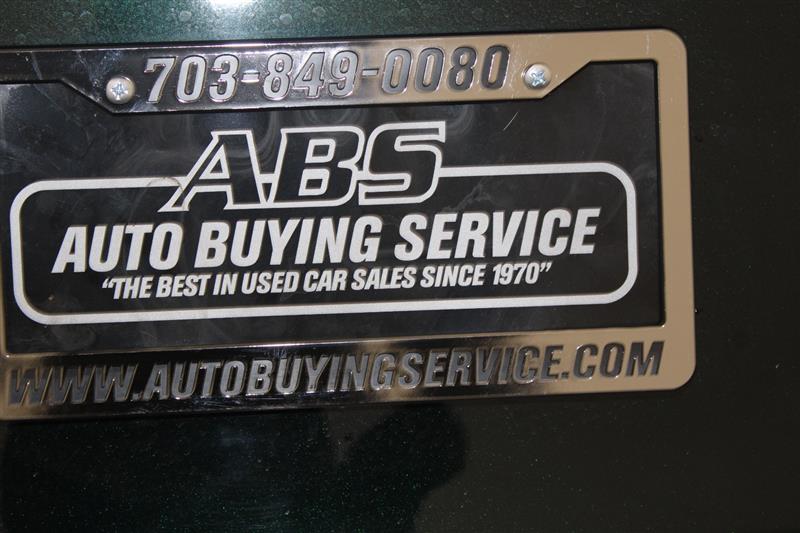 703-849-0080
ABS
AUTO BUYING SERVICE
"THE BEST IN USED CAR SALES SINCE 1970"
WWW.AUTOBUYINGSERVICE.COM